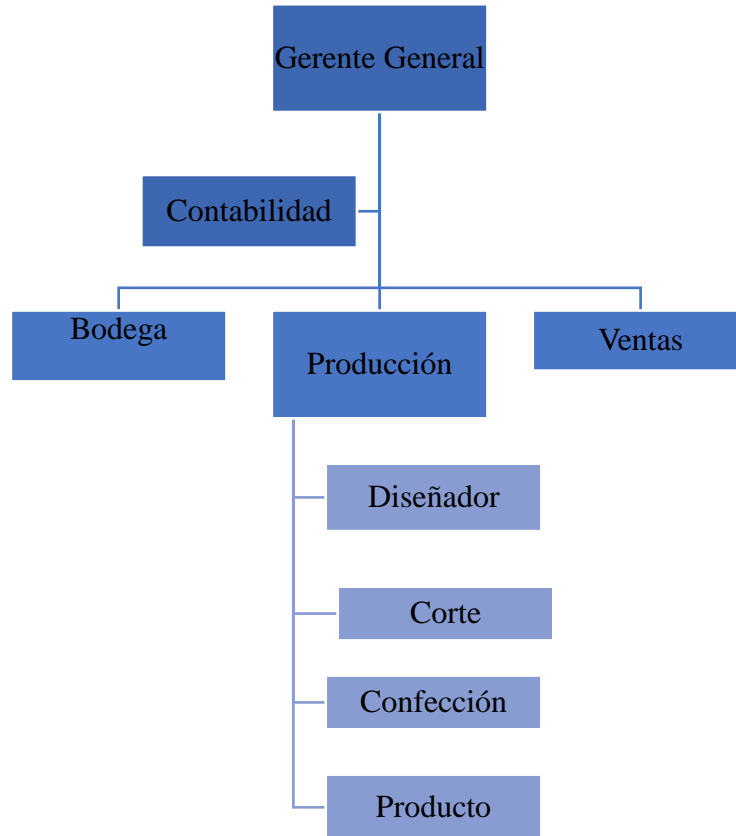 Gerente General
Contabilidad
Bodega
Producción
Ventas
Diseñador
Corte
Confección
Producto